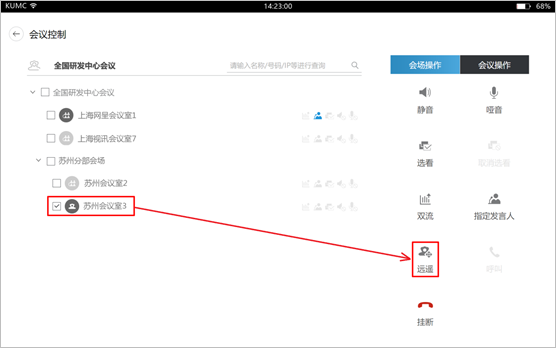 KUMC 14:23:00 68%
会议控制
全国研发中心会议 请输入名称/号码/IP等进行查询 会场操作 会议操作
全国研发中心会议
上海网呈会议室1
上海视讯会议室7
苏州分部会场
苏州会议室2
苏州会议室3
静音 哑音
选看 取消选看
双流 指定发言人
远遥 呼叫
挂断